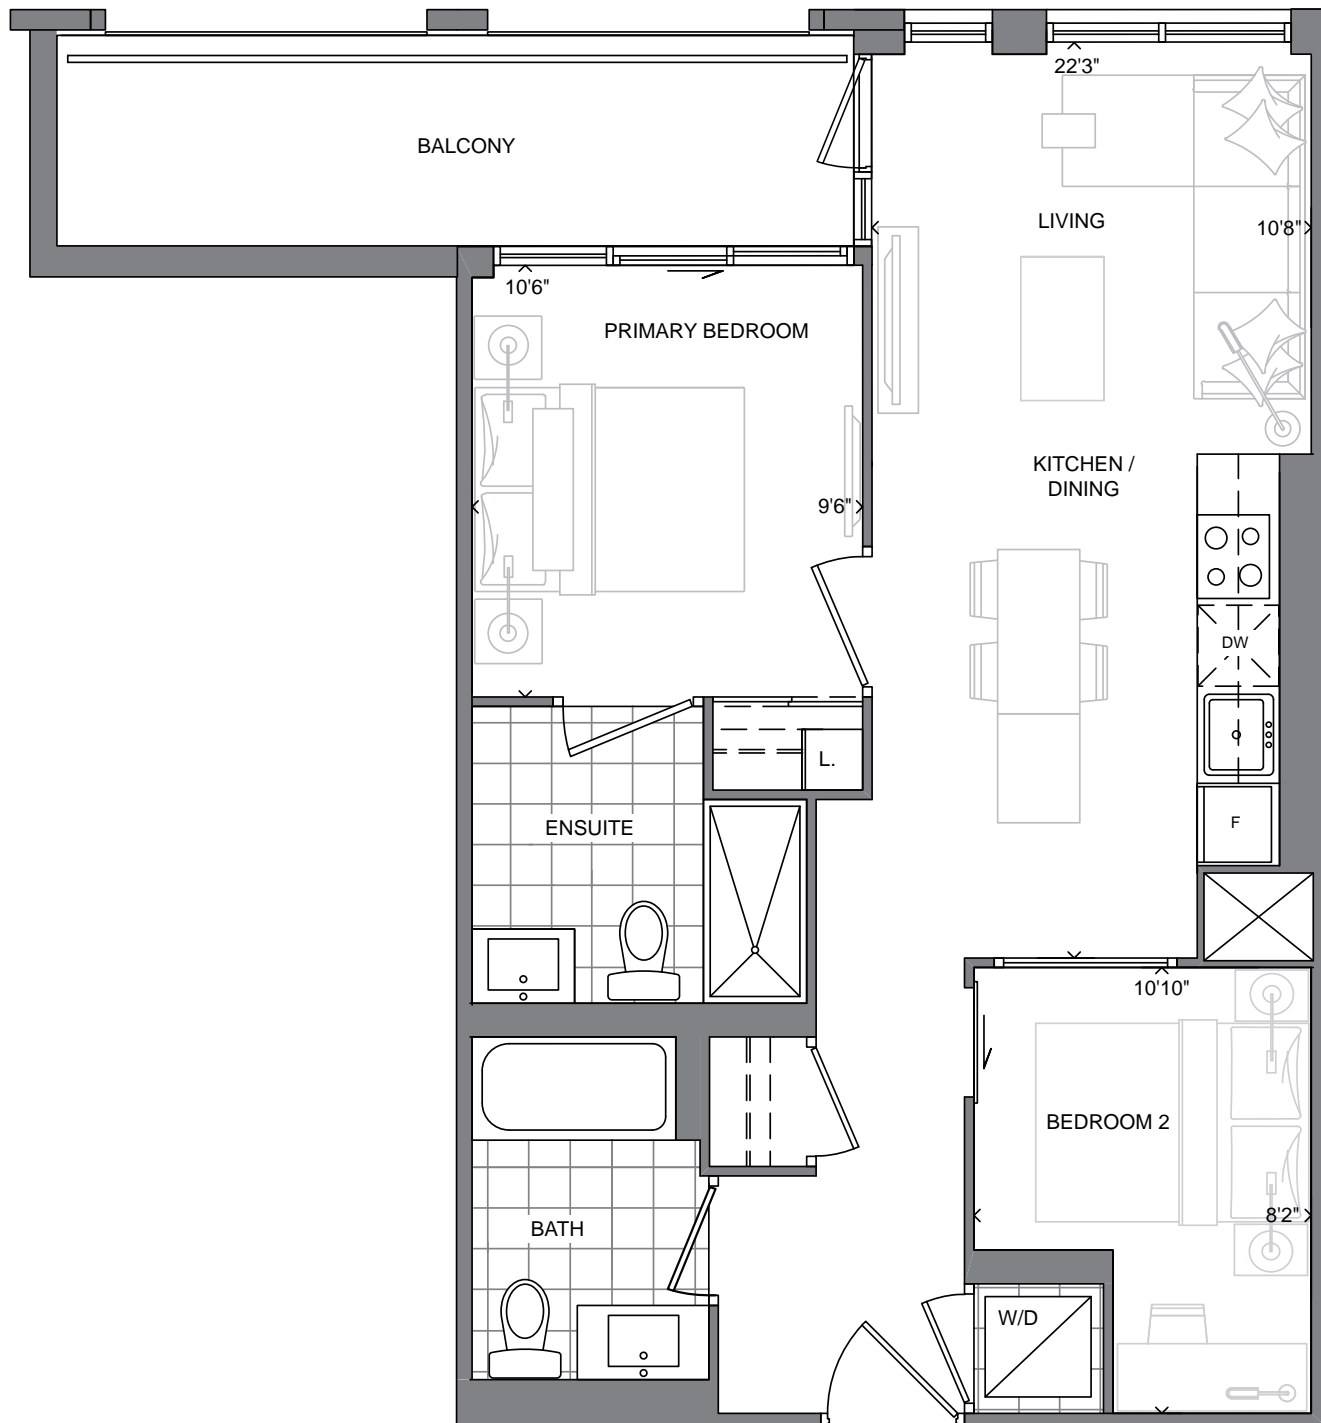 22'3"
BALCONY
LIVING
10'8"
10'6"
PRIMARY BEDROOM
KITCHEN /
DINING
9'6"
DW
L.
F
ENSUITE
10'10"
BEDROOM 2
8'2"
BATH
W/D